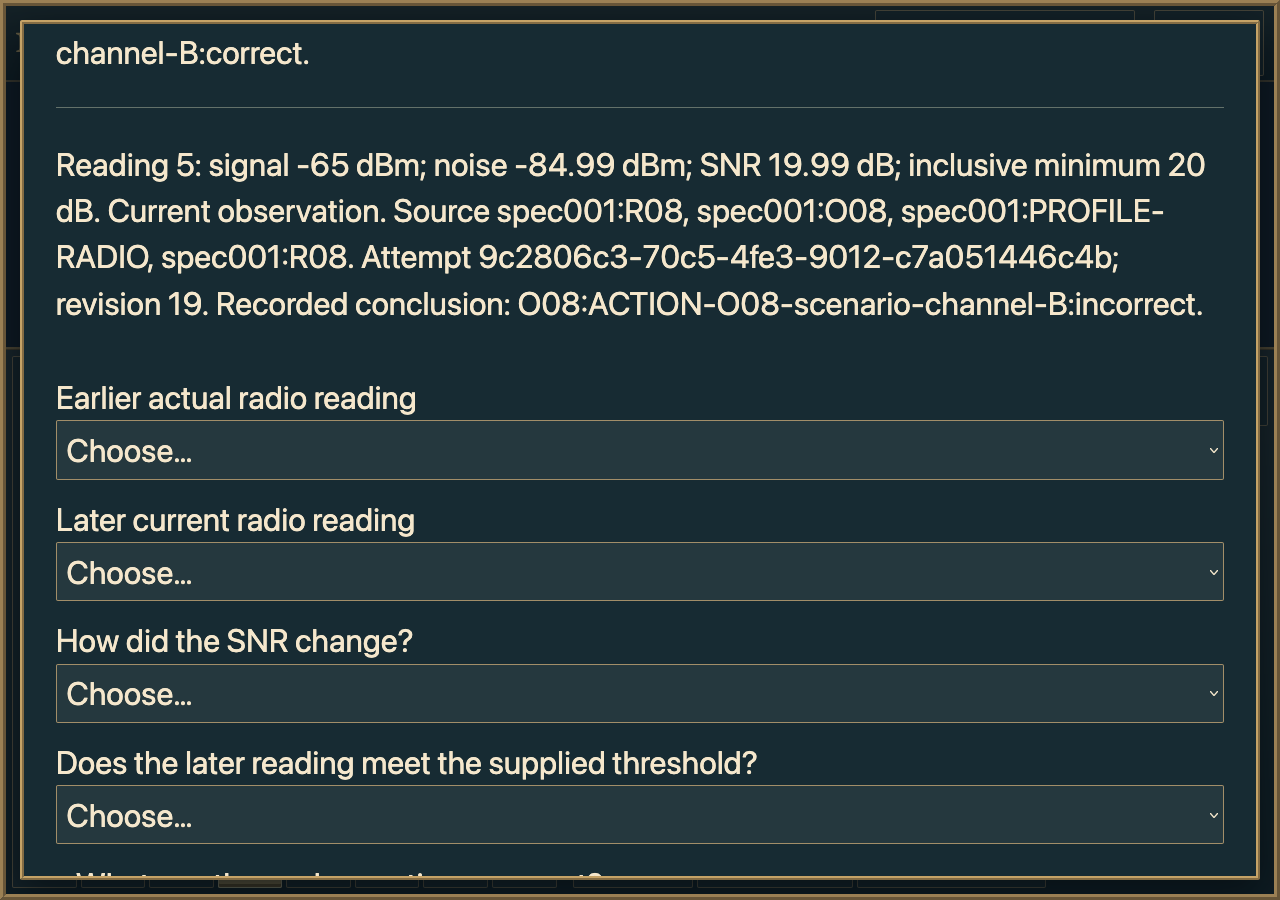 channel-B:correct.
Reading 5: signal -65 dBm; noise -84.99 dBm; SNR 19.99 dB; inclusive minimum 20
dB. Current observation. Source spec001:R08, spec001:O08, spec001:PROFILE-
RADIO, spec001:R08. Attempt 9c2806c3-70c5-4fe3-9012-c7a051446c4b;
revision 19. Recorded conclusion: O08:ACTION-O08-scenario-channel-B:incorrect.
Earlier actual radio reading
Choose...
Later current radio reading
Choose...
How did the SNR change?
Choose...
Does the later reading meet the supplied threshold?
Choose...